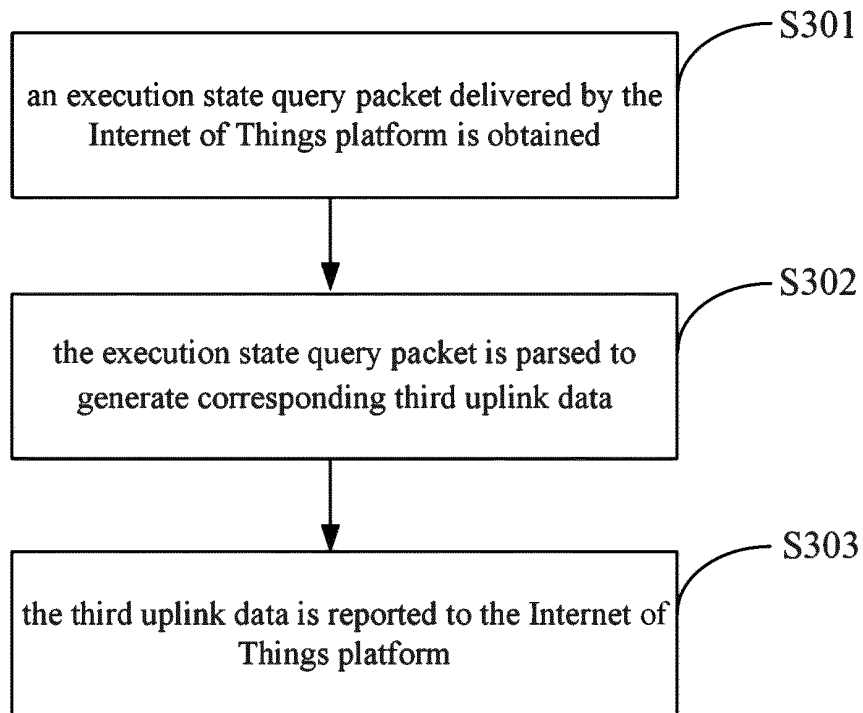 S301
an execution state query packet delivered by the
Internet of Things platform is obtained
S302
the execution state query packet is parsed to
generate corresponding third uplink data
S303
the third uplink data is reported to the Internet of
Things platform